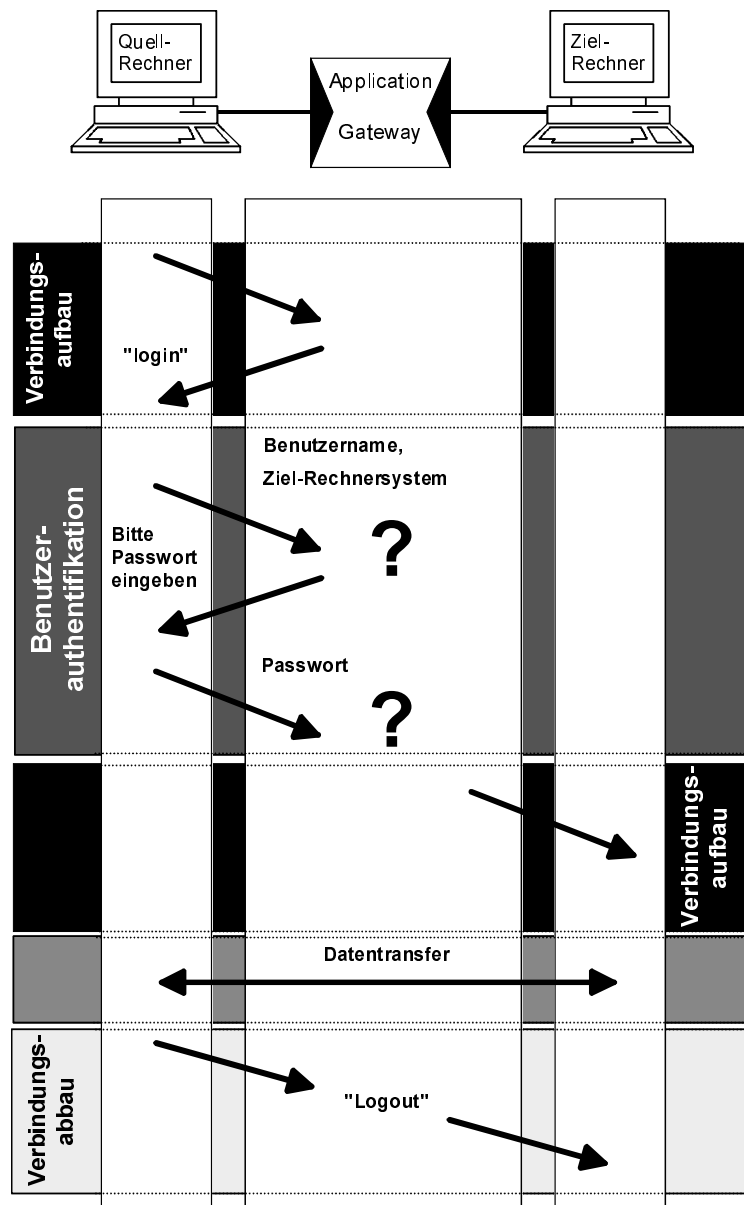 Quell-
Rechner
Application
Gateway
Ziel-
Rechner
Verbindungs-
aufbau
"login"
Benutzer-
authentifikation
Benutzername,
Ziel-Rechnersystem
?
Bitte
Passwort
eingeben
Passwort
?
Verbindungs-
aufbau
Datentransfer
Verbindungs-
abbau
"Logout"